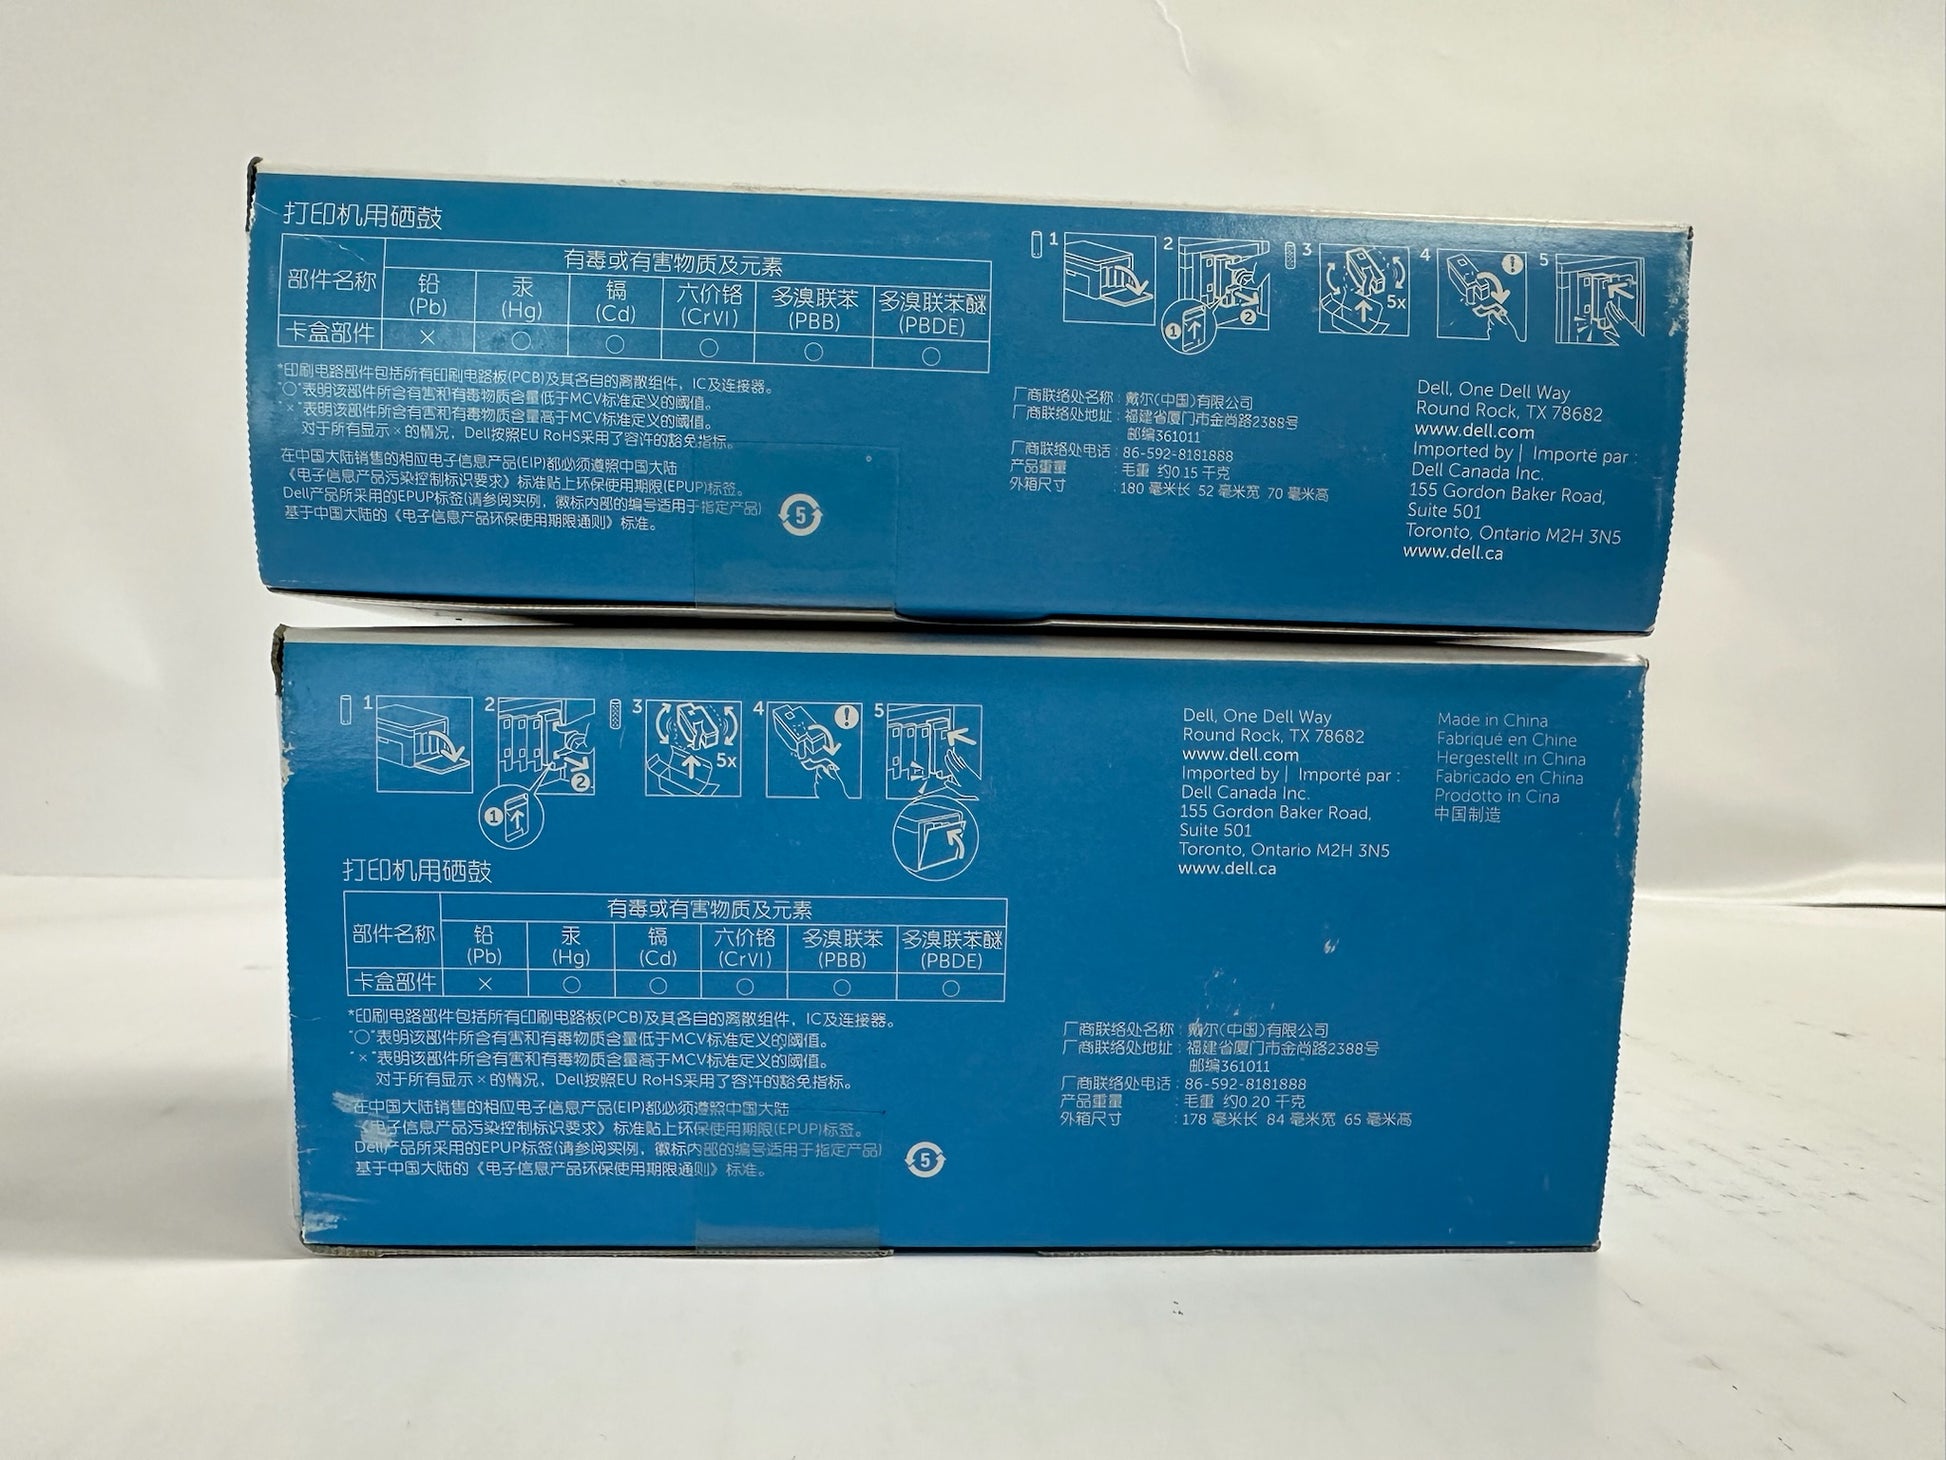 打印机用硒鼓
部件名称
有毒或有害物质及元素
铅 汞 镉 六价铬 多溴联苯 多溴联苯醚
(Pb) (Hg) (Cd) (CrVI) (PBB) (PBDE)
卡盒部件 × ○ ○ ○ ○ ○
*印刷电路部件包括所有印刷电路板(PCB)及其各自的离散组件，IC及连接器。
"○"表明该部件所含有害和有毒物质含量低于MCV标准定义的阈值。
"×"表明该部件所含有害和有毒物质含量高于MCV标准定义的阈值。
对于所有显示×的情况，Dell按照EU RoHS采用了容许的豁免指标。
在中国大陆销售的相应电子信息产品(EIP)都必须遵照中国大陆
《电子信息产品污染控制标识要求》标准贴上环保使用期限(EPUP)标签。
Dell产品所采用的EPUP标签(请参阅实例，徽标内部的编号适用于指定产品)
基于中国大陆的《电子信息产品环保使用期限通则》标准。
5
1 2 3 4 5
1 2 5x !
厂商联络处名称：戴尔(中国)有限公司
厂商联络处地址：福建省厦门市金尚路2388号
邮编361011
厂商联络处电话：86-592-8181888
产品重量：毛重 约0.15 千克
外箱尺寸：180 毫米长 52 毫米宽 70 毫米高
Dell, One Dell Way
Round Rock, TX 78682
www.dell.com
Imported by | Importé par :
Dell Canada Inc.
155 Gordon Baker Road,
Suite 501
Toronto, Ontario M2H 3N5
www.dell.ca
1 2 3 4 5
1 2 5x !
打印机用硒鼓
部件名称
有毒或有害物质及元素
铅 汞 镉 六价铬 多溴联苯 多溴联苯醚
(Pb) (Hg) (Cd) (CrVI) (PBB) (PBDE)
卡盒部件 × ○ ○ ○ ○ ○
*印刷电路部件包括所有印刷电路板(PCB)及其各自的离散组件，IC及连接器。
"○"表明该部件所含有害和有毒物质含量低于MCV标准定义的阈值。
"×"表明该部件所含有害和有毒物质含量高于MCV标准定义的阈值。
对于所有显示×的情况，Dell按照EU RoHS采用了容许的豁免指标。
在中国大陆销售的相应电子信息产品(EIP)都必须遵照中国大陆
《电子信息产品污染控制标识要求》标准贴上环保使用期限(EPUP)标签。
Dell产品所采用的EPUP标签(请参阅实例，徽标内部的编号适用于指定产品)
基于中国大陆的《电子信息产品环保使用期限通则》标准。
5
Dell, One Dell Way
Round Rock, TX 78682
www.dell.com
Imported by | Importé par :
Dell Canada Inc.
155 Gordon Baker Road,
Suite 501
Toronto, Ontario M2H 3N5
www.dell.ca
Made in China
Fabriqué en Chine
Hergestellt in China
Fabricado en China
Prodotto in Cina
中国制造
厂商联络处名称：戴尔(中国)有限公司
厂商联络处地址：福建省厦门市金尚路2388号
邮编361011
厂商联络处电话：86-592-8181888
产品重量：毛重 约0.20 千克
外箱尺寸：178 毫米长 84 毫米宽 65 毫米高